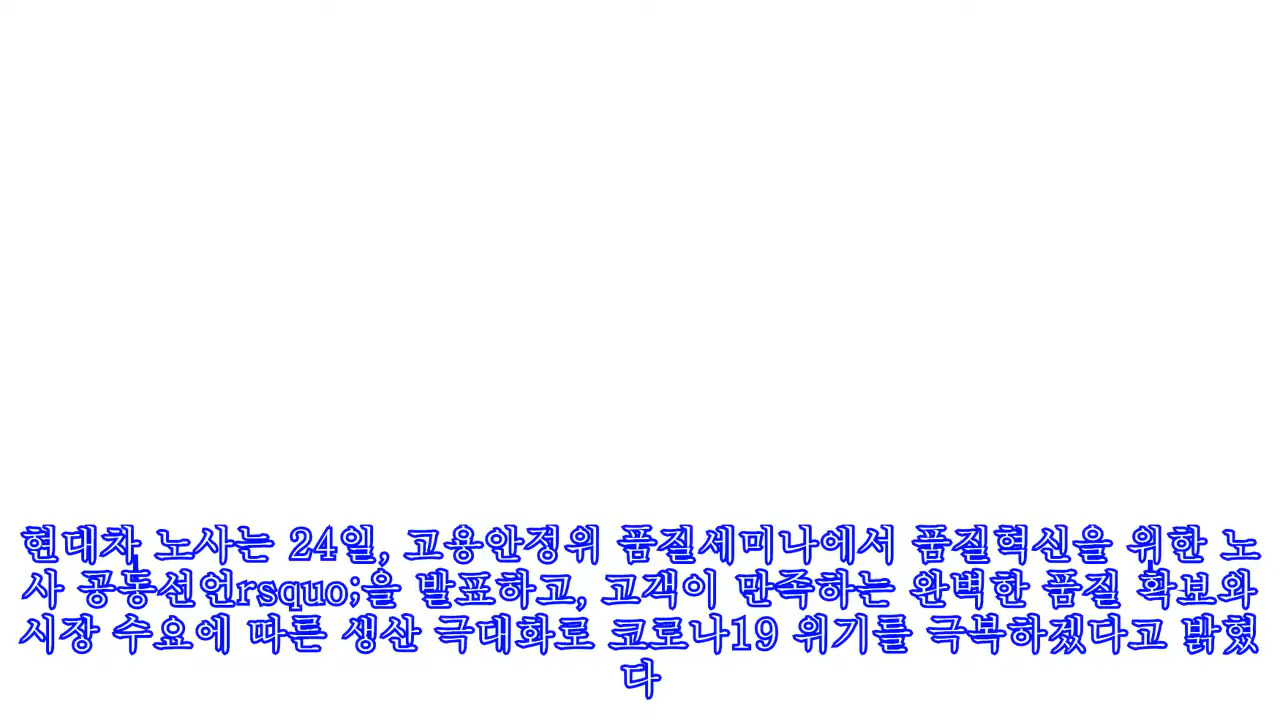 현대차 노사는 24일, 고용안정위 품질세미나에서 품질혁신을 위한 노
사 공동선언rsquo;을 발표하고, 고객이 만족하는 완벽한 품질 확보와
시장 수요에 따른 생산 극대화로 코로나19 위기를 극복하겠다고 밝혔
다